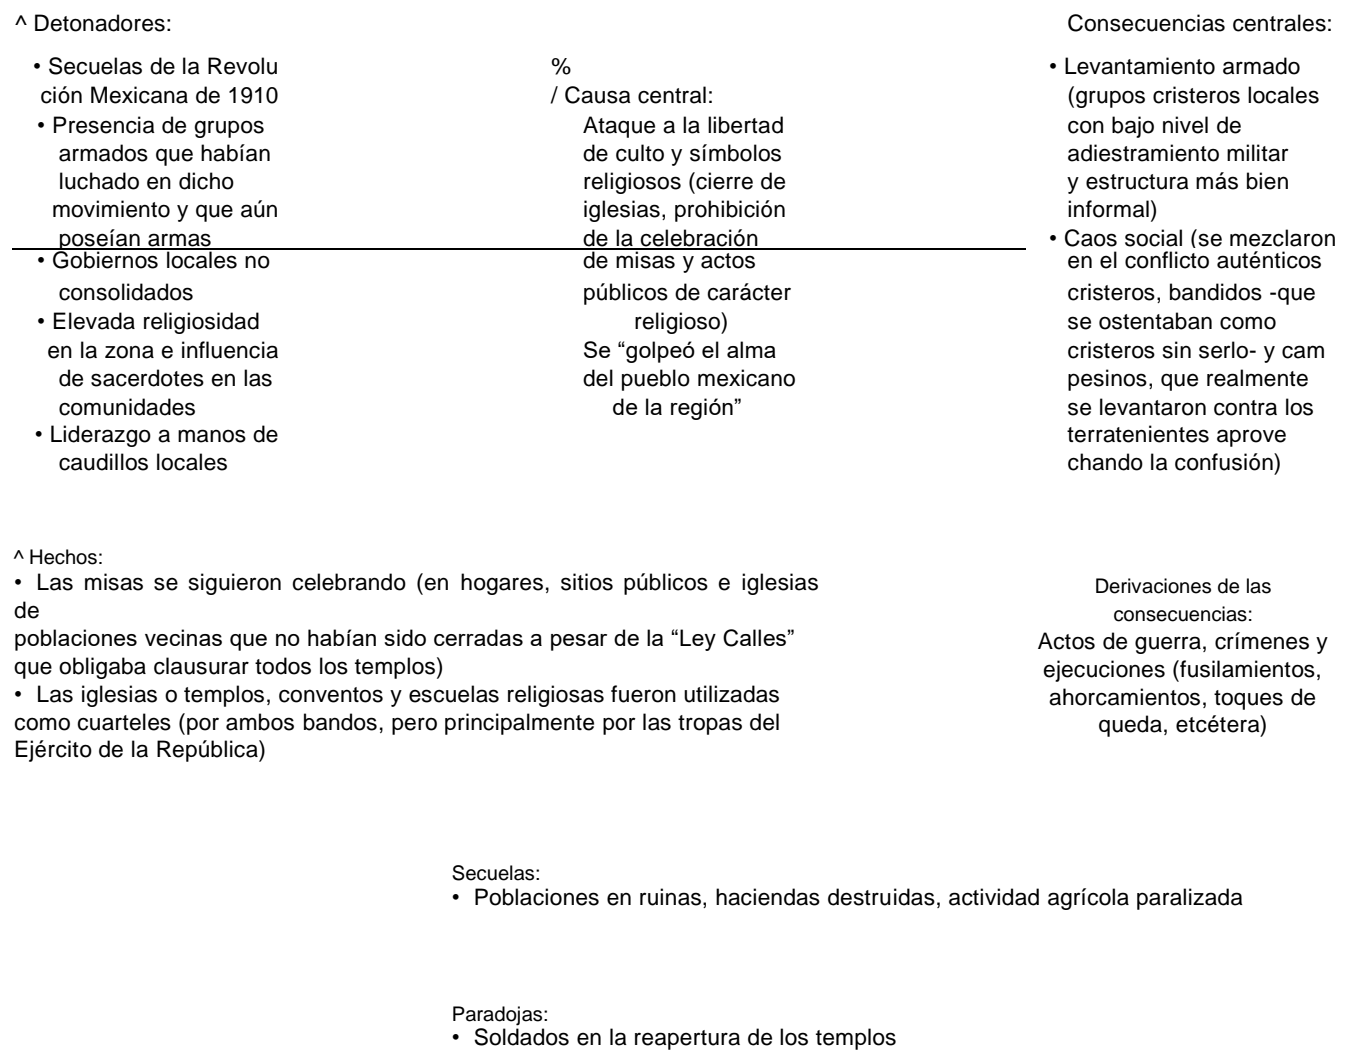 ^ Detonadores:
• Secuelas de la Revolu
ción Mexicana de 1910
• Presencia de grupos
armados que habían
luchado en dicho
movimiento y que aún
poseían armas
• Gobiernos locales no
consolidados
• Elevada religiosidad
en la zona e influencia
de sacerdotes en las
comunidades
• Liderazgo a manos de
caudillos locales
%
/ Causa central:
Ataque a la libertad
de culto y símbolos
religiosos (cierre de
iglesias, prohibición
de la celebración
de misas y actos
públicos de carácter
religioso)
Se “golpeó el alma
del pueblo mexicano
de la región”
Consecuencias centrales:
• Levantamiento armado
(grupos cristeros locales
con bajo nivel de
adiestramiento militar
y estructura más bien
informal)
• Caos social (se mezclaron
en el conflicto auténticos
cristeros, bandidos -que
se ostentaban como
cristeros sin serlo- y cam
pesinos, que realmente
se levantaron contra los
terratenientes aprove
chando la confusión)
^ Hechos:
• Las misas se siguieron celebrando (en hogares, sitios públicos e iglesias
de
poblaciones vecinas que no habían sido cerradas a pesar de la “Ley Calles”
que obligaba clausurar todos los templos)
• Las iglesias o templos, conventos y escuelas religiosas fueron utilizadas
como cuarteles (por ambos bandos, pero principalmente por las tropas del
Ejército de la República)
Derivaciones de las
consecuencias:
Actos de guerra, crímenes y
ejecuciones (fusilamientos,
ahorcamientos, toques de
queda, etcétera)
Secuelas:
• Poblaciones en ruinas, haciendas destruidas, actividad agrícola paralizada
Paradojas:
• Soldados en la reapertura de los templos